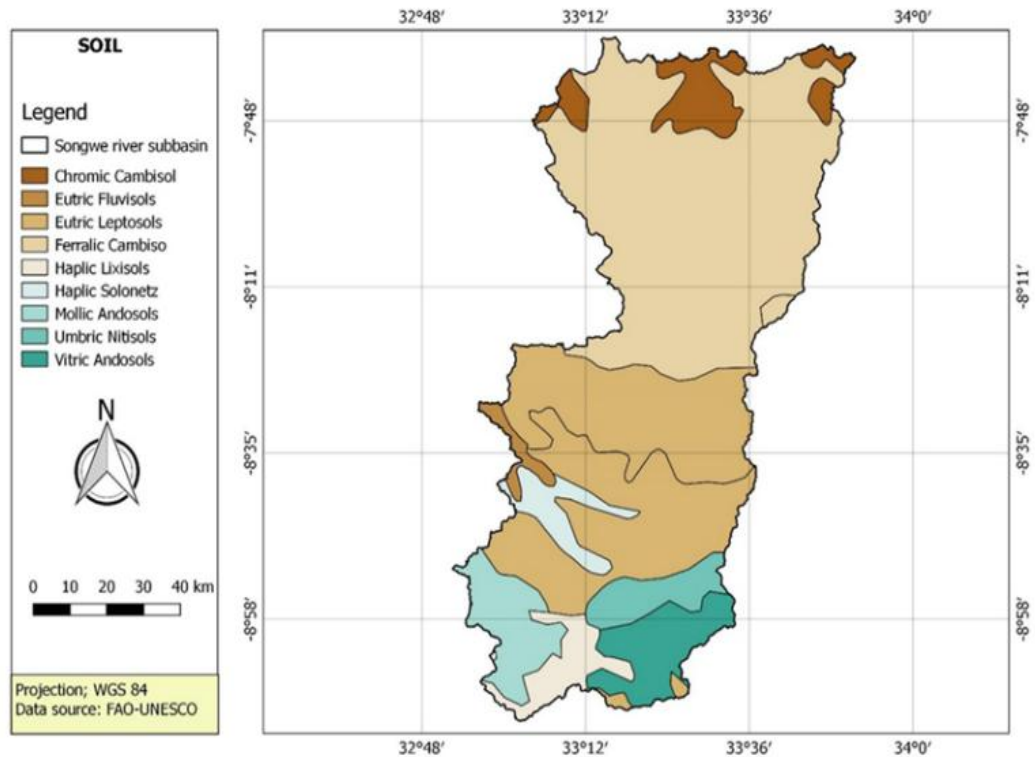 SOIL
Legend
Songwe river subbasin
Chromic Cambisol
Eutric Fluvisols
Eutric Leptosols
Ferralic Cambiso
Haplic Lixisols
Haplic Solonetz
Mollic Andosols
Umbric Nitisols
Vitric Andosols
N
0 10 20 30 40 km
Projection; WGS 84
Data source: FAO-UNESCO
32°48′ 33°12′ 33°36′ 34°0′
-7°48′ -7°48′
-8°11′ -8°11′
-8°35′ -8°35′
-8°58′ -8°58′
32°48′ 33°12′ 33°36′ 34°0′